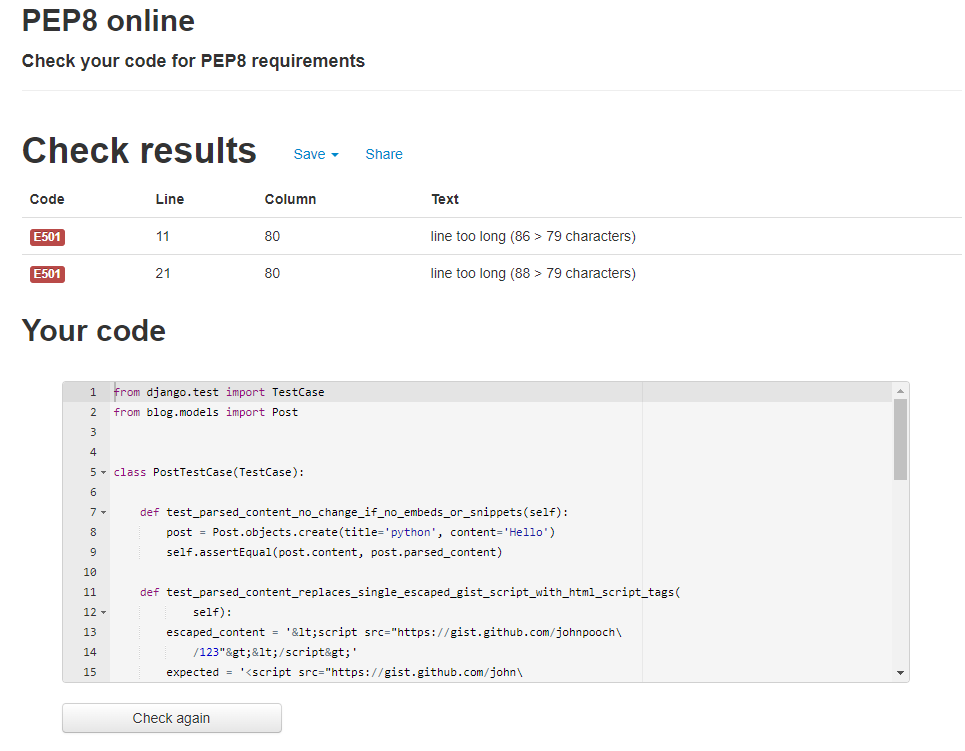 PEP8 online
Check your code for PEP8 requirements
Check results Save Share
Code Line Column Text
E501 11 80 line too long (86 > 79 characters)
E501 21 80 line too long (88 > 79 characters)
Your code
1 from django.test import TestCase
2 from blog.models import Post
3
4
5 class PostTestCase(TestCase):
6
7 def test_parsed_content_no_change_if_no_embeds_or_snippets(self):
8 post = Post.objects.create(title='python', content='Hello')
9 self.assertEqual(post.content, post.parsed_content)
10
11 def test_parsed_content_replaces_single_escaped_gist_script_with_html_script_tags(
12 self):
13 escaped_content = '&lt;script src="https://gist.github.com/johnpooch\
14 /123"&gt;&lt;/script&gt;'
15 expected = '<script src="https://gist.github.com/john\
Check again